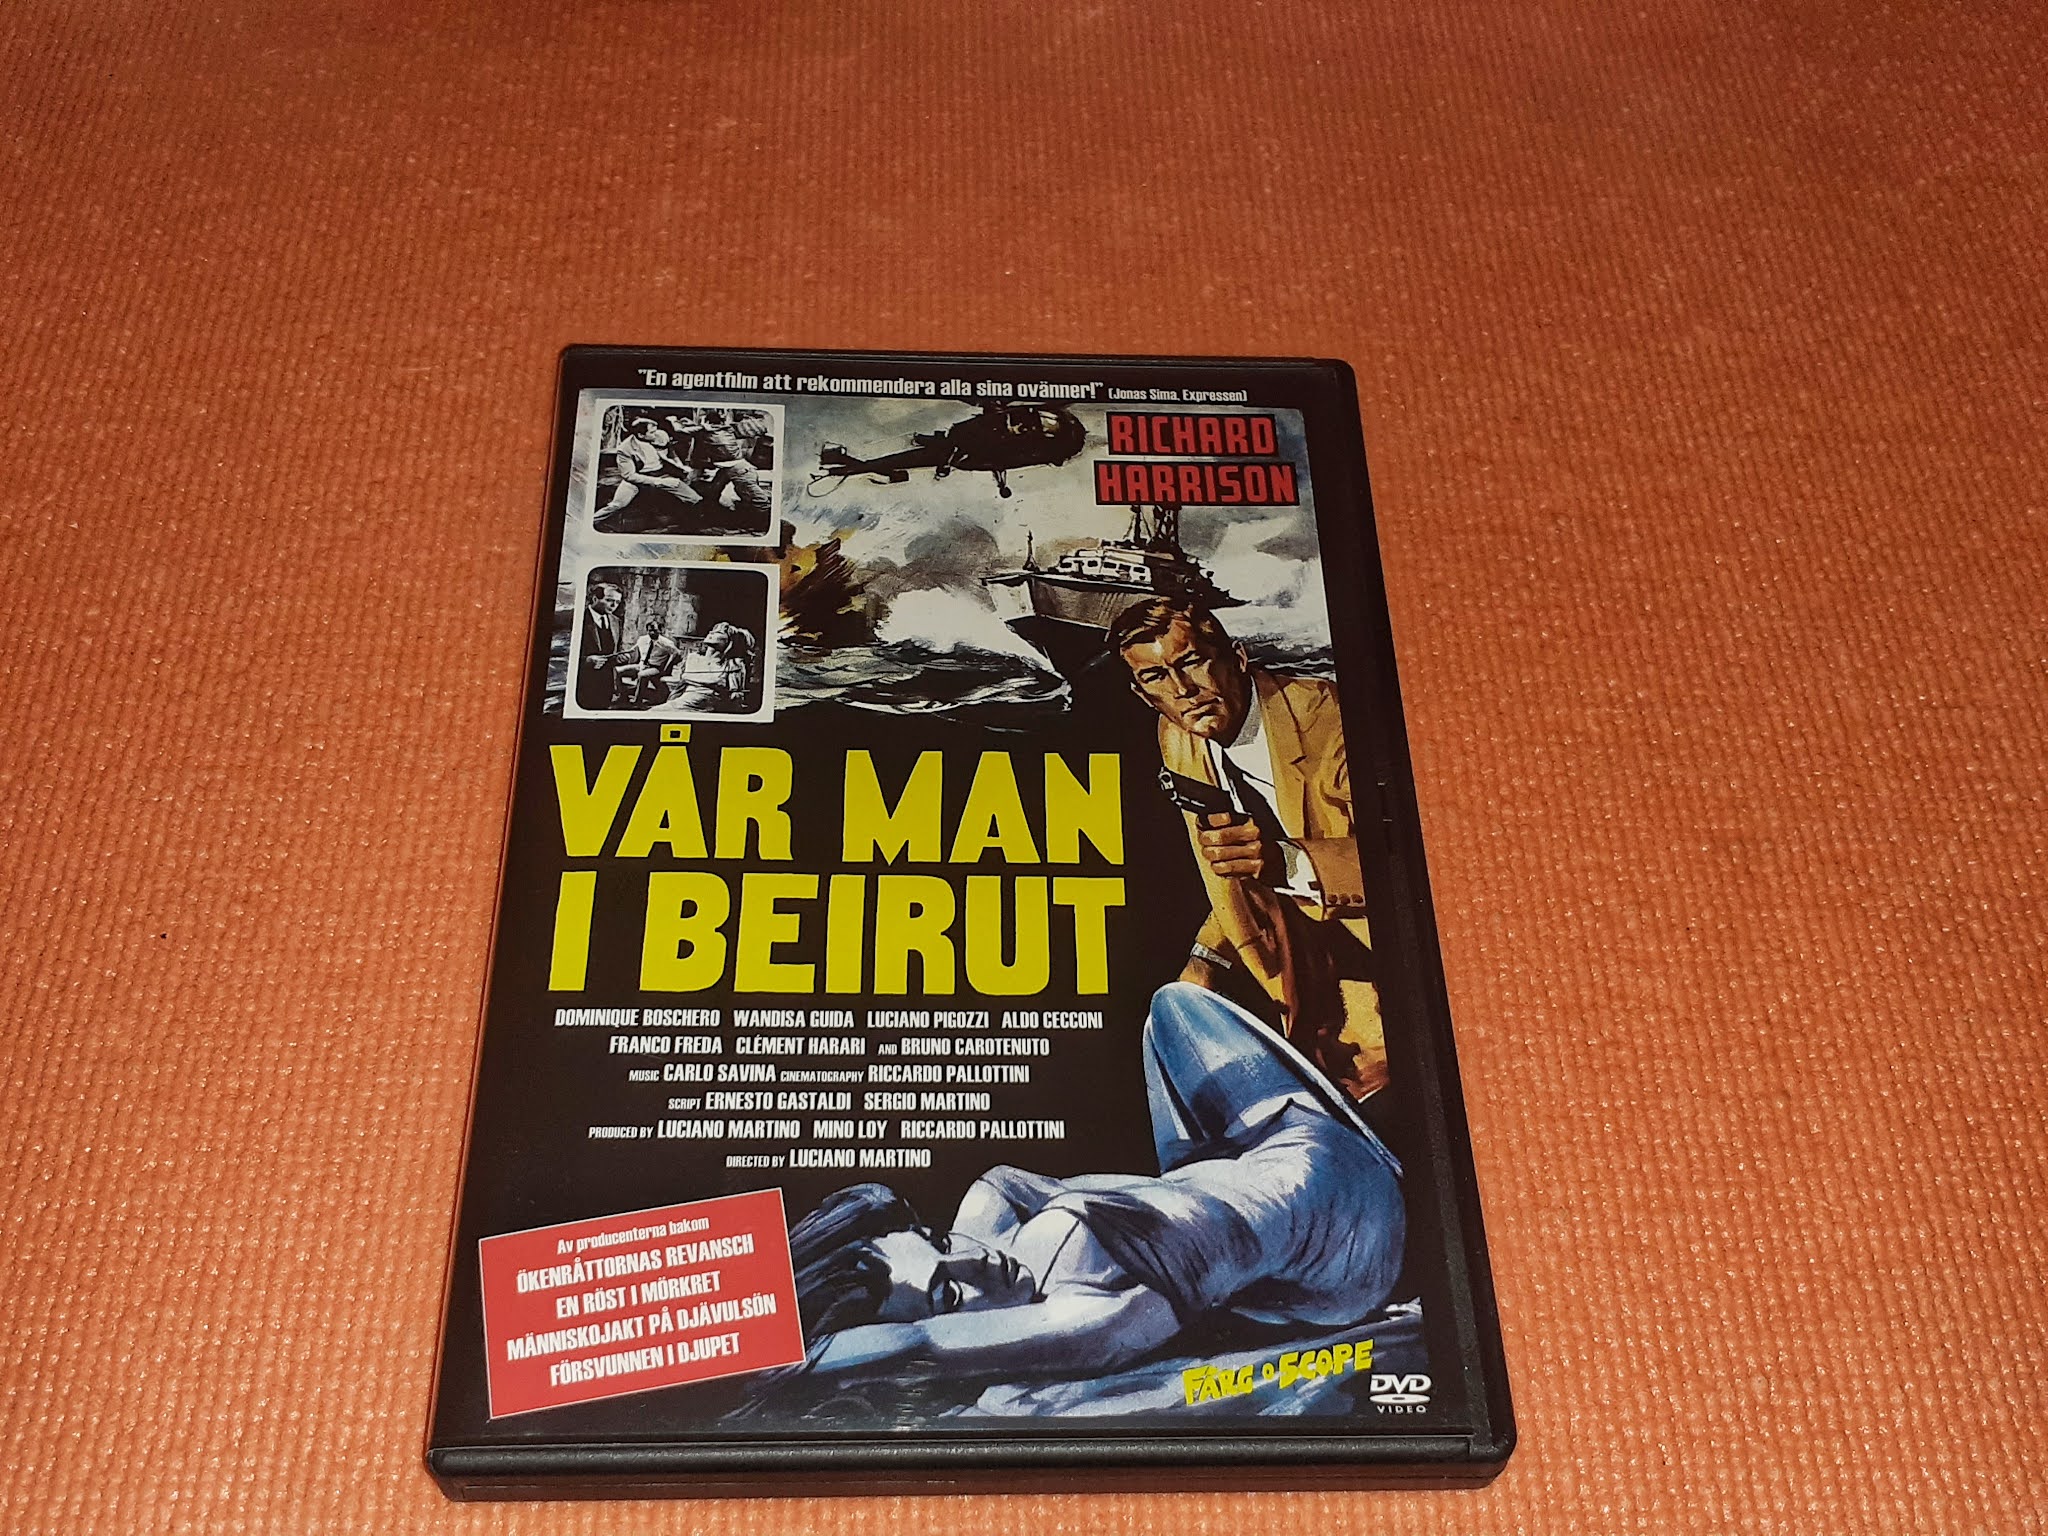 "En agentfilm att rekommendera alla sina ovänner!" (Jonas Sima, Expressen)
RICHARD
HARRISON
VÅR MAN
I BEIRUT
DOMINIQUE BOSCHERO WANDISA GUIDA LUCIANO PIGOZZI ALDO CECCONI
FRANCO FREDA CLÉMENT HARARI AND BRUNO CAROTENUTO
MUSIC CARLO SAVINA CINEMATOGRAPHY RICCARDO PALLOTTINI
SCRIPT ERNESTO GASTALDI SERGIO MARTINO
PRODUCED BY LUCIANO MARTINO MINO LOY RICCARDO PALLOTTINI
DIRECTED BY LUCIANO MARTINO
Av producenterna bakom
ÖKENRÅTTORNAS REVANSCH
EN RÖST I MÖRKRET
MÄNNISKOJAKT PÅ DJÄVULSÖN
FÖRSVUNNEN I DJUPET
FÄRG O SCOPE
DVD
VIDEO